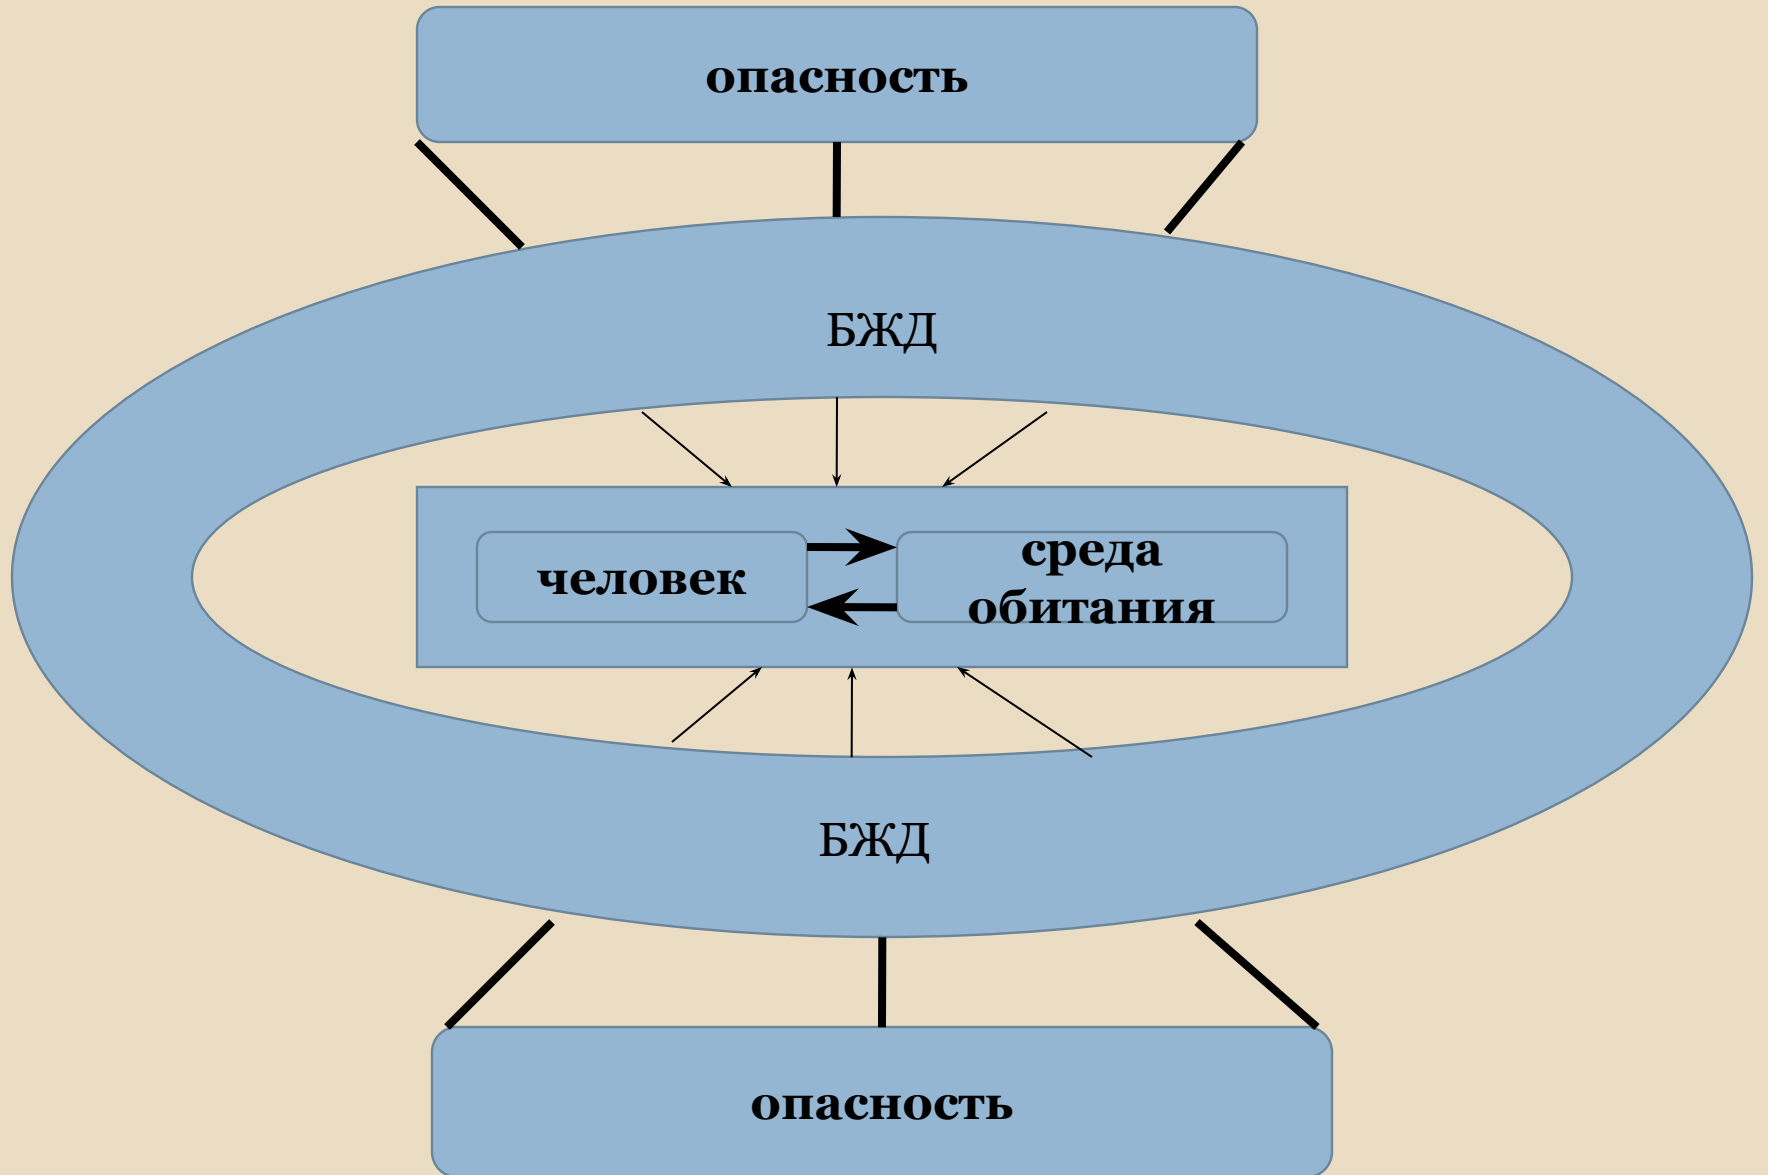 опасность
БЖД
человек
среда
обитания
БЖД
опасность